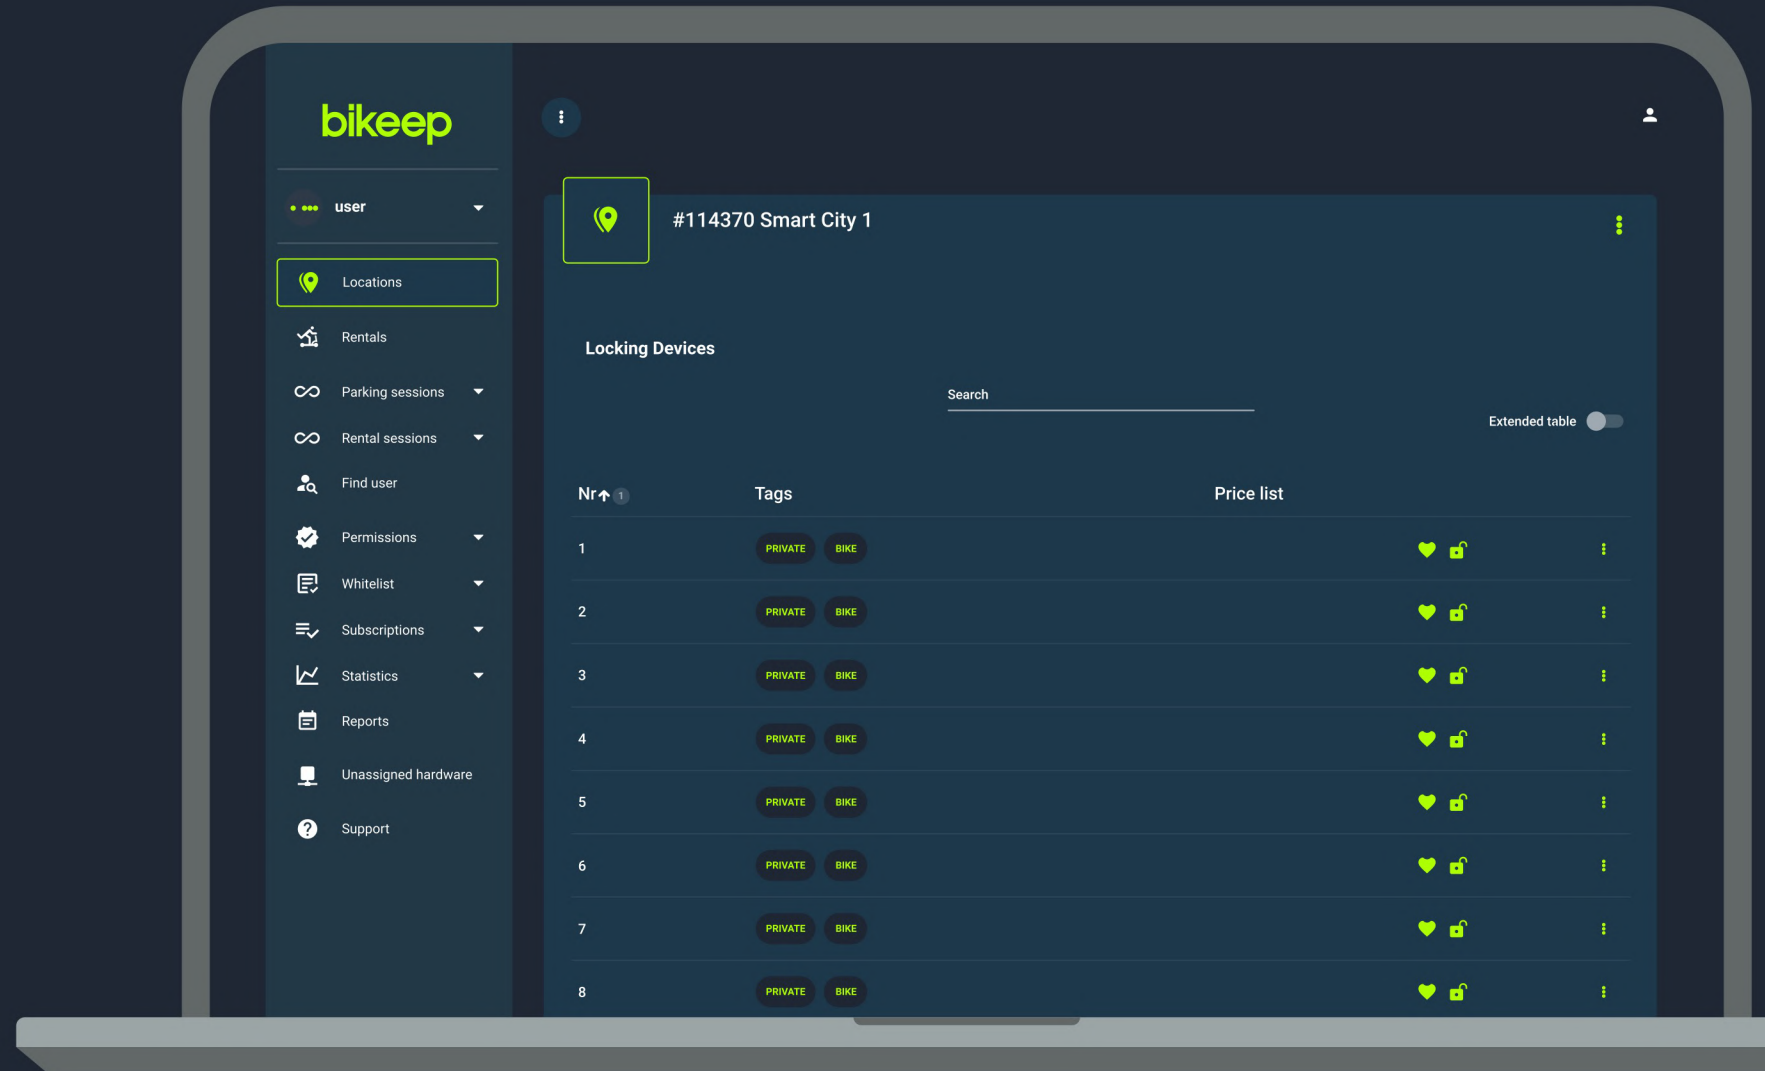 bikeep
user
Locations
Rentals
Parking sessions
Rental sessions
Find user
Permissions
Whitelist
Subscriptions
Statistics
Reports
Unassigned hardware
Support
#114370 Smart City 1
Locking Devices
Search
Extended table
Nr 1 Tags Price list
1 PRIVATE BIKE
2 PRIVATE BIKE
3 PRIVATE BIKE
4 PRIVATE BIKE
5 PRIVATE BIKE
6 PRIVATE BIKE
7 PRIVATE BIKE
8 PRIVATE BIKE